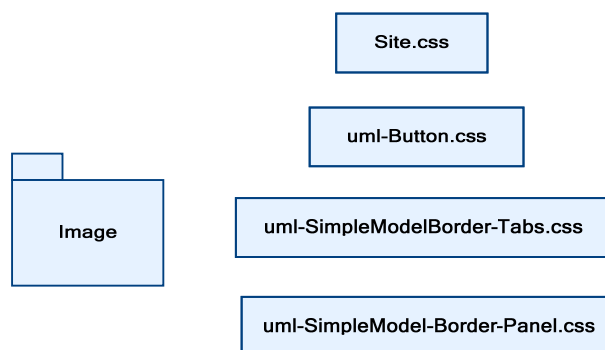 Site.css
uml-Button.css
Image
uml-SimpleModelBorder-Tabs.css
uml-SimpleModel-Border-Panel.css